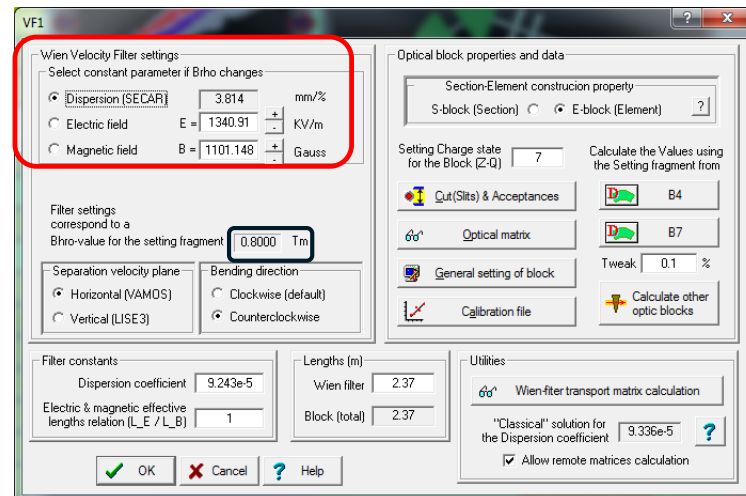 VF1
Wien Velocity Filter settings
Select constant parameter if Brho changes
Dispersion (SECAR) 3.814 mm/%
Electric field E = 1340.91 + - KV/m
Magnetic field B = 1101.148 + - Gauss
Filter settings
correspond to a
Bhro-value for the setting fragment 0.8000 Tm
Separation velocity plane
Horizontal (VAMOS)
Vertical (LISE3)
Bending direction
Clockwise (default)
Counterclockwise
Optical block properties and data
Section-Element construcion property
S-block (Section) E-block (Element) ?
Setting Charge state
for the Block (Z-Q) 7
Calculate the Values using
the Setting fragment from
Cut(Slits) & Acceptances
D B4
Optical matrix
D B7
General setting of block
Tweak 0.1 %
Calibration file
Calculate other
optic blocks
Filter constants
Dispersion coefficient 9.243e-5
Electric & magnetic effective
lengths relation (L_E / L_B) 1
Lengths (m)
Wien filter 2.37
Block (total) 2.37
Utilities
Wien-fiter transport matrix calculation
"Classical" solution for
the Dispersion coefficient 9.336e-5 ?
Allow remote matrices calculation
OK Cancel ? Help